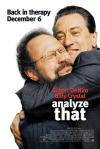 Back in therapy
December 6
Robert De Niro
Billy Crystal
analyze
that